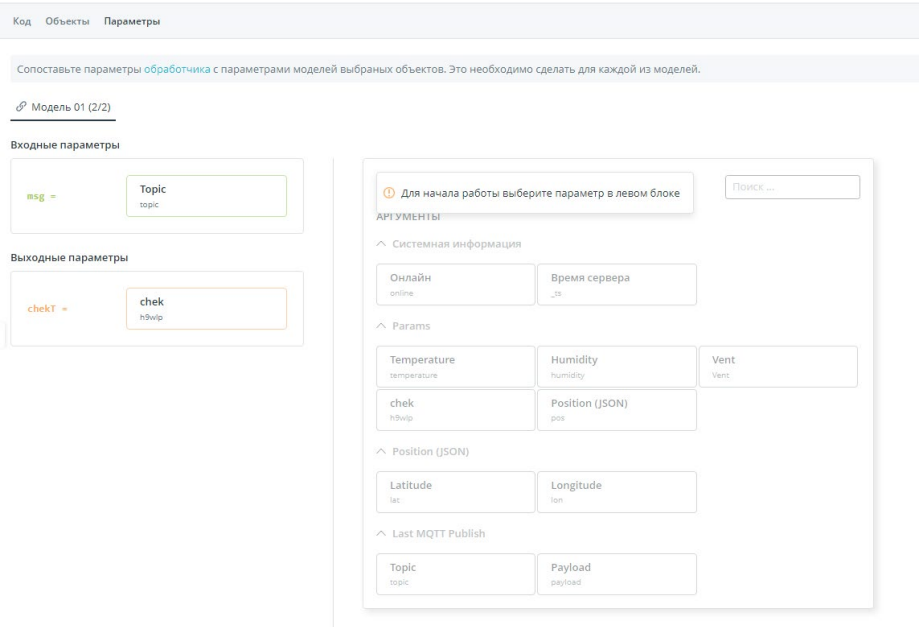 Код Объекты Параметры
Сопоставьте параметры обработчика с параметрами моделей выбраных объектов. Это необходимо сделать для каждой из моделей.
Модель 01 (2/2)
Входные параметры
msg =
Topic
topic
Выходные параметры
chekT =
chek
h9wlp
Для начала работы выберите параметр в левом блоке
Поиск ...
АРГУМЕНТЫ
Системная информация
Онлайн
online
Время сервера
_ts
Params
Temperature
temperature
Humidity
humidity
Vent
Vent
chek
h9wlp
Position (JSON)
pos
Position (JSON)
Latitude
lat
Longitude
lon
Last MQTT Publish
Topic
topic
Payload
payload